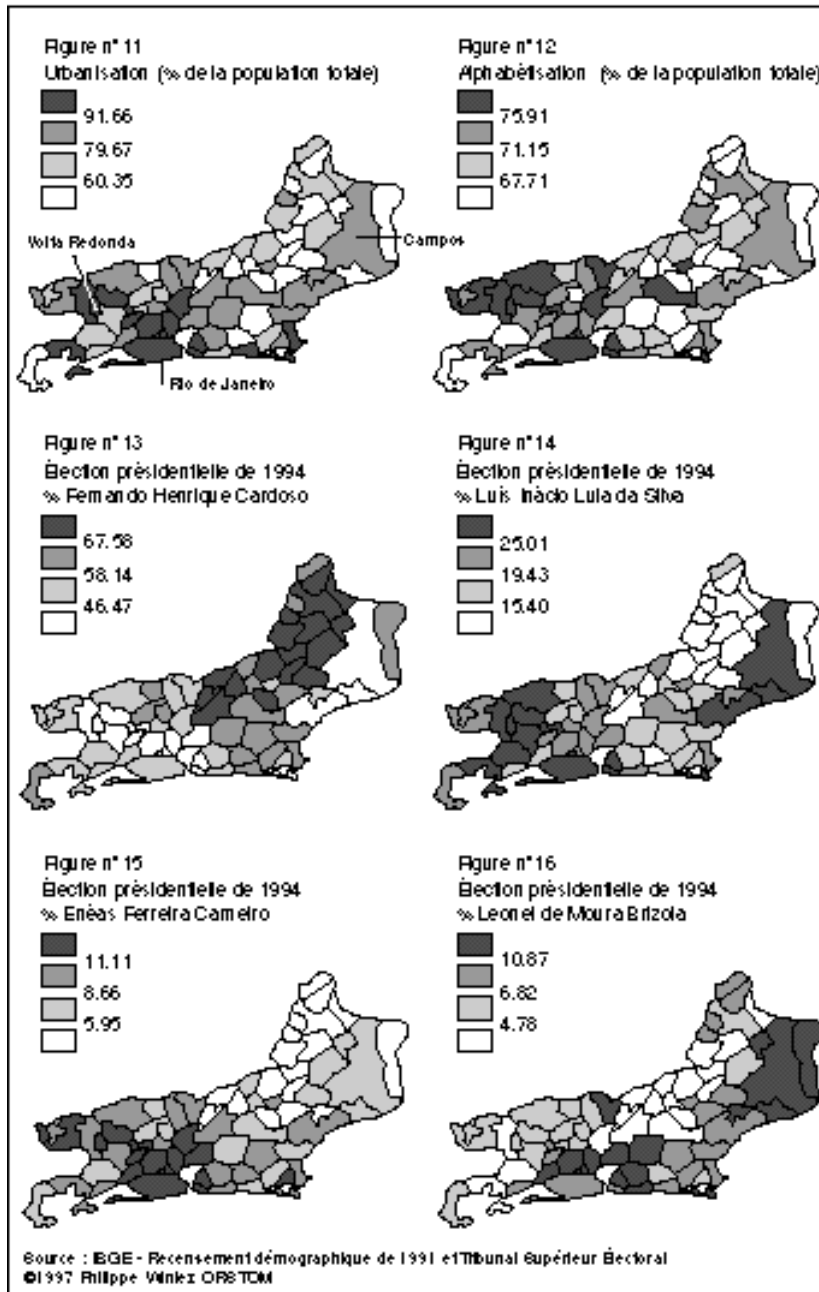 Figure n° 11
Urbanisation (% de la population totale)
91.66
79.67
60.35
Volta Redonda
Campos
Rio de Janeiro
Figure n° 12
Alphabétisation (% de la population totale)
75.91
71.15
67.71
Figure n° 13
Élection présidentielle de 1994
% Fernando Henrique Cardoso
67.58
58.14
46.47
Figure n° 14
Élection présidentielle de 1994
% Luís Inácio Lula da Silva
25.01
19.43
15.40
Figure n° 15
Élection présidentielle de 1994
% Enéas Ferreira Carneiro
11.11
8.66
5.95
Figure n° 16
Élection présidentielle de 1994
% Leonel de Moura Brizola
10.87
6.82
4.78
Source : IBGE - Recensement démographique de 1991 et Tribunal Supérieur Électoral
©1997 Philippe Waniez ORSTOM